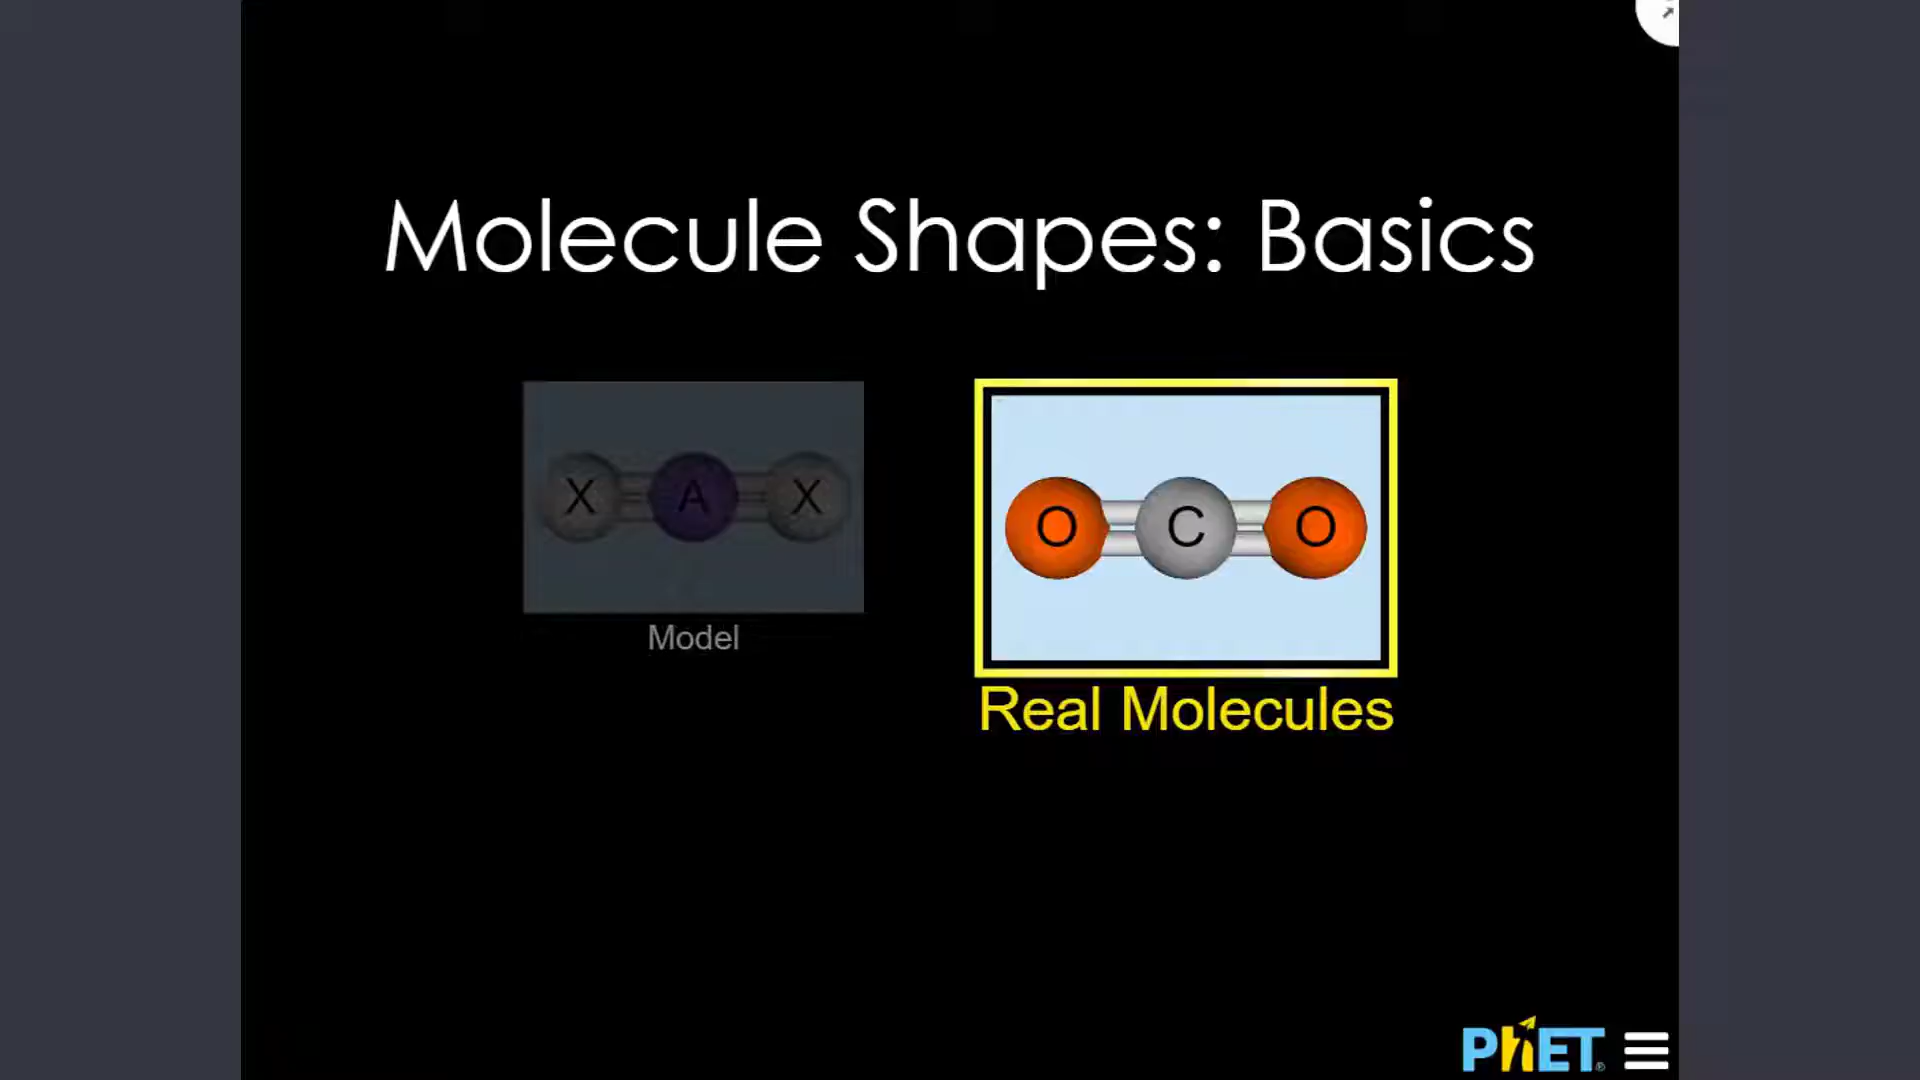 Molecule Shapes: Basics
X A X
O C O
Model
Real Molecules
PhET®